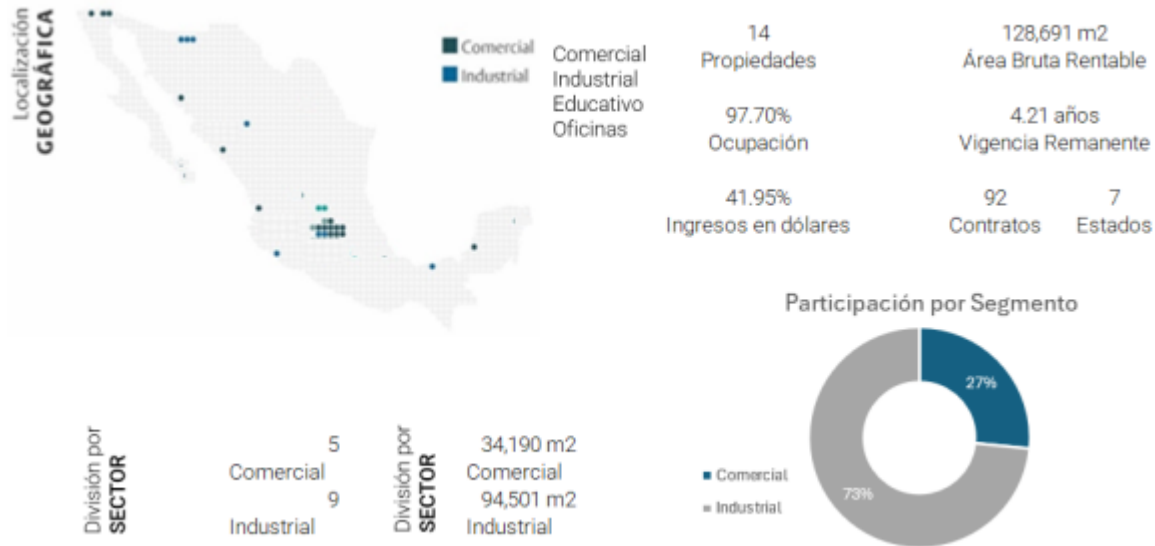 Localización
GEOGRÁFICA
Comercial
Industrial
Comercial
Industrial
Educativo
Oficinas
14
Propiedades
128,691 m2
Área Bruta Rentable
97.70%
Ocupación
4.21 años
Vigencia Remanente
41.95%
Ingresos en dólares
92
Contratos
7
Estados
Participación por Segmento
27%
73%
Comercial
Industrial
División por
SECTOR
5
Comercial
9
Industrial
División por
SECTOR
34,190 m2
Comercial
94,501 m2
Industrial